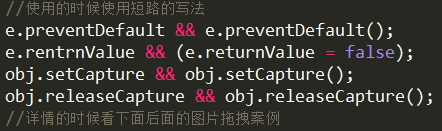 //使用的时候使用短路的写法
e.preventDefault && e.preventDefault();
e.rentrnValue && (e.returnValue = false);
obj.setCapture && obj.setCapture();
obj.releaseCapture && obj.releaseCapture();
//详情的时候看下面后面的图片拖拽案例